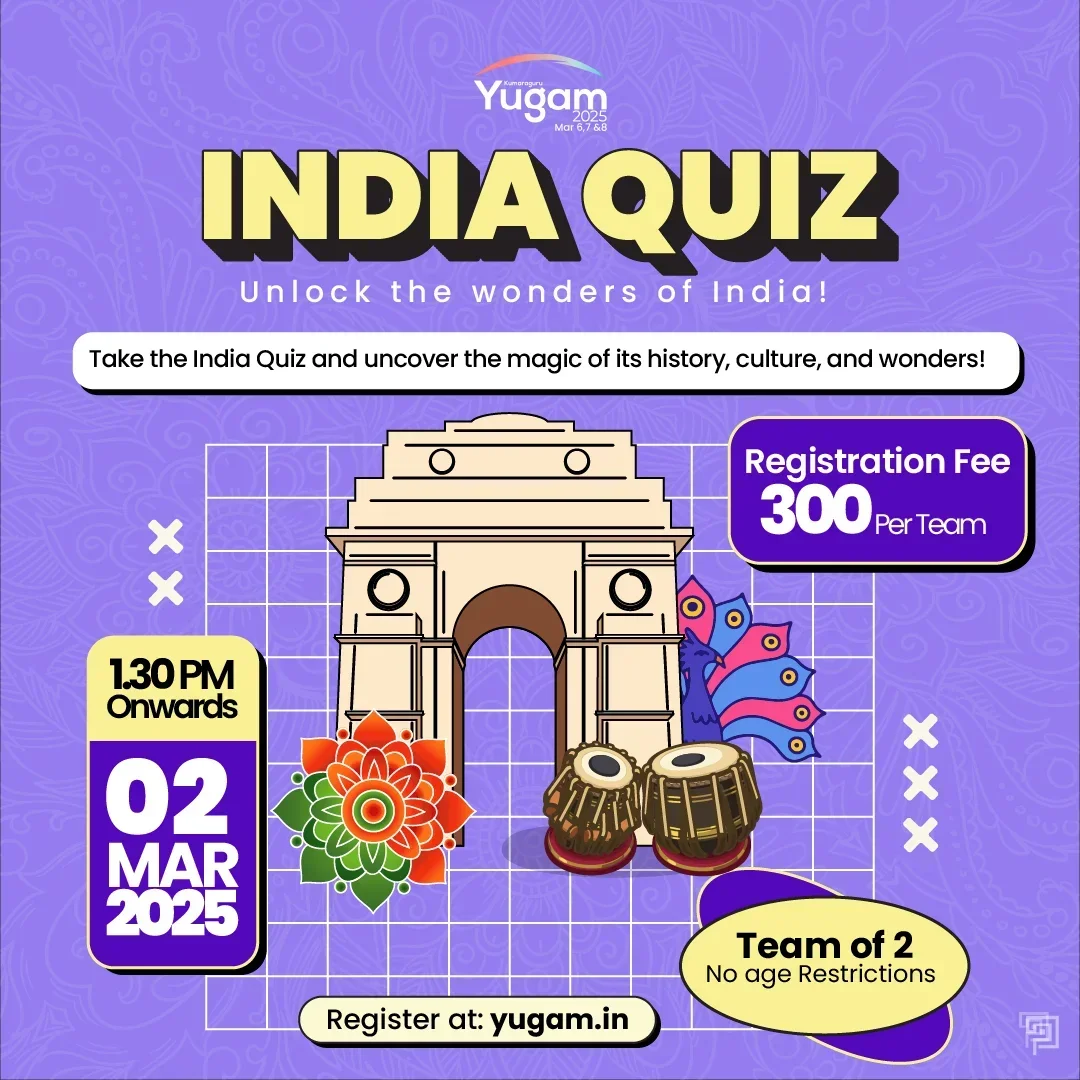 Kumaraguru
Yugam
2025
Mar 6,7 &8
INDIA QUIZ
Unlock the wonders of India!
Take the India Quiz and uncover the magic of its history, culture, and wonders!
Registration Fee
300 Per Team
1.30 PM
Onwards
02
MAR
2025
Team of 2
No age Restrictions
Register at: yugam.in